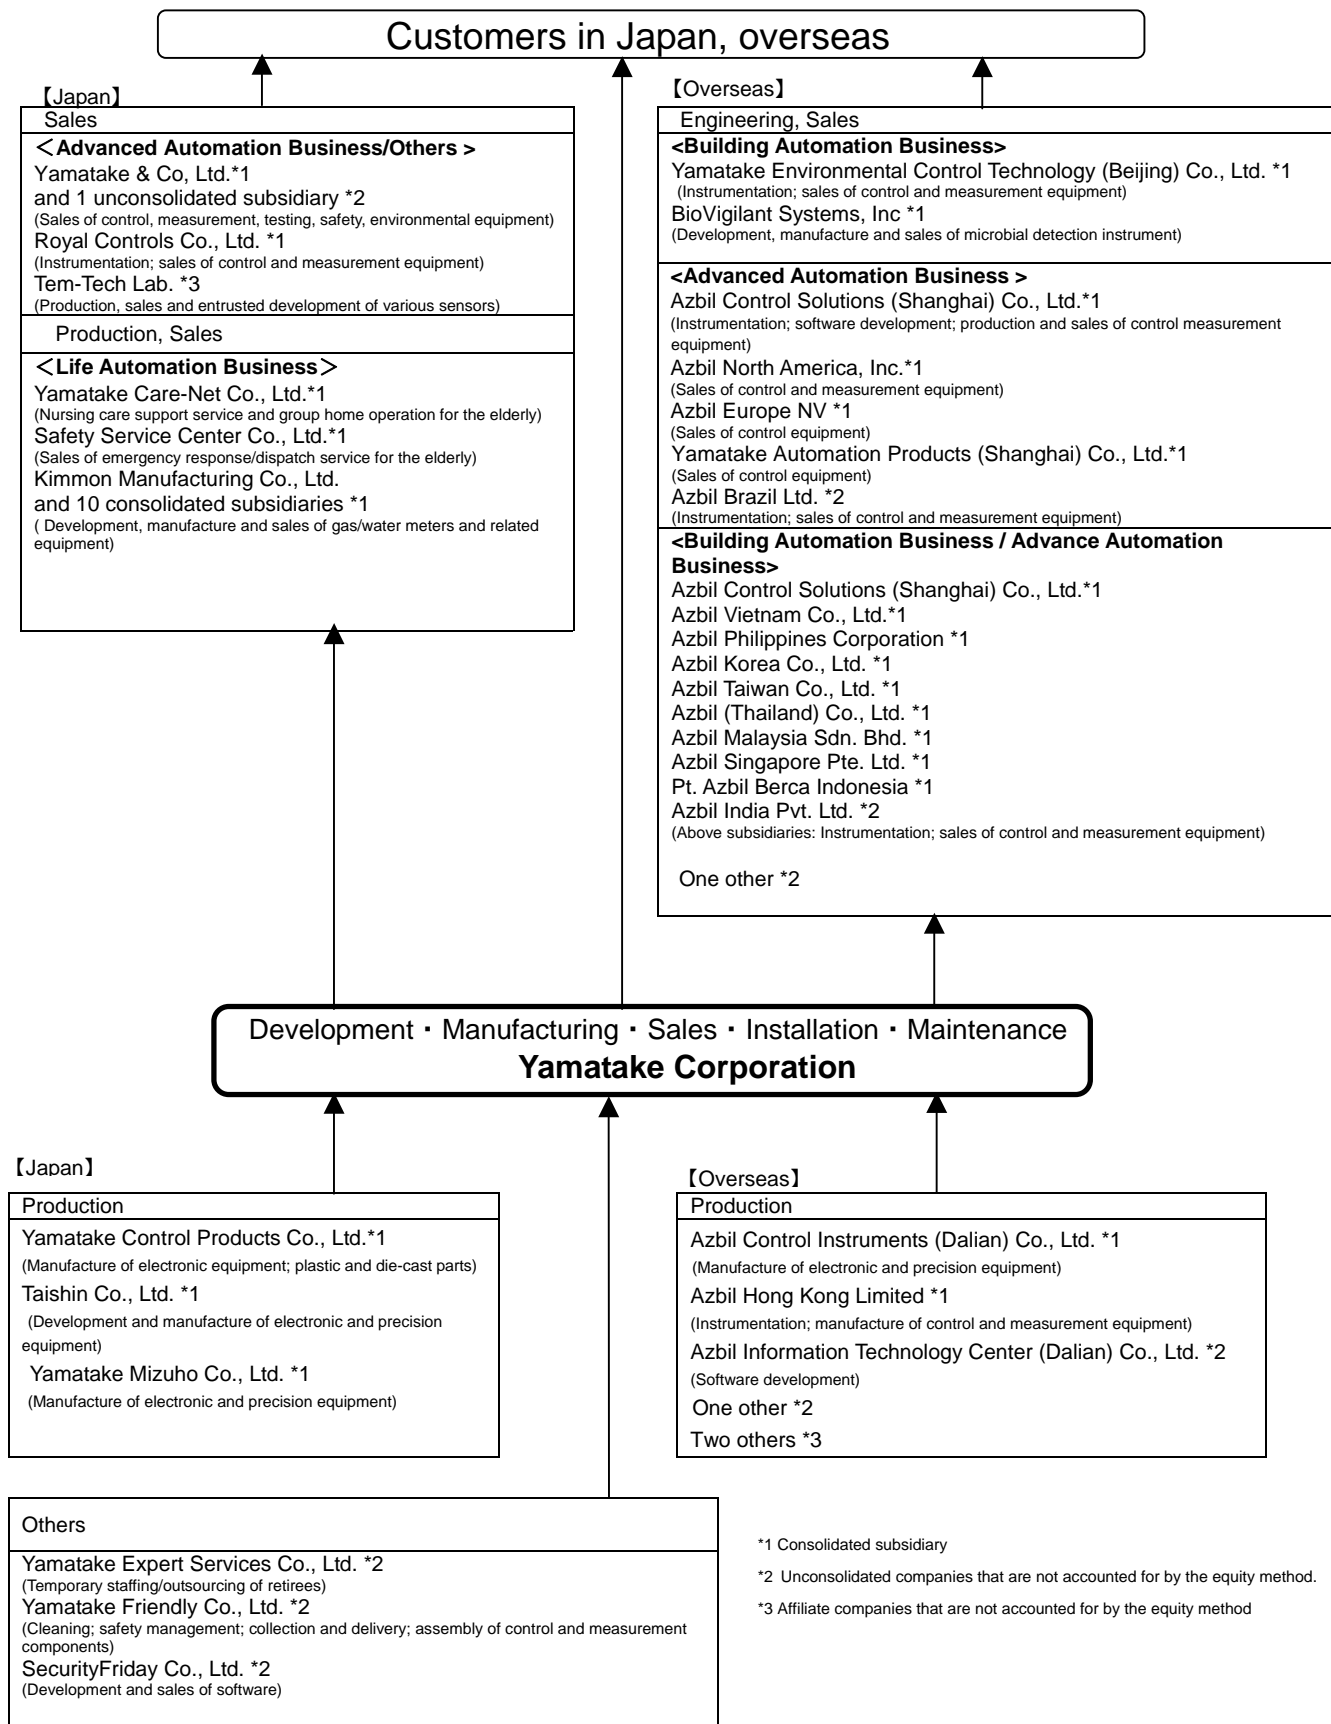 Customers in Japan, overseas
【Japan】
Sales
＜Advanced Automation Business/Others >
Yamatake & Co, Ltd.*1
and 1 unconsolidated subsidiary *2
(Sales of control, measurement, testing, safety, environmental equipment)
Royal Controls Co., Ltd. *1
(Instrumentation; sales of control and measurement equipment)
Tem-Tech Lab. *3
(Production, sales and entrusted development of various sensors)
Production, Sales
＜Life Automation Business＞
Yamatake Care-Net Co., Ltd.*1
(Nursing care support service and group home operation for the elderly)
Safety Service Center Co., Ltd.*1
(Sales of emergency response/dispatch service for the elderly)
Kimmon Manufacturing Co., Ltd.
and 10 consolidated subsidiaries *1
( Development, manufacture and sales of gas/water meters and related
equipment)
【Overseas】
Engineering, Sales
<Building Automation Business>
Yamatake Environmental Control Technology (Beijing) Co., Ltd. *1
(Instrumentation; sales of control and measurement equipment)
BioVigilant Systems, Inc *1
(Development, manufacture and sales of microbial detection instrument)
<Advanced Automation Business >
Azbil Control Solutions (Shanghai) Co., Ltd.*1
(Instrumentation; software development; production and sales of control measurement
equipment)
Azbil North America, Inc.*1
(Sales of control and measurement equipment)
Azbil Europe NV *1
(Sales of control equipment)
Yamatake Automation Products (Shanghai) Co., Ltd.*1
(Sales of control equipment)
Azbil Brazil Ltd. *2
(Instrumentation; sales of control and measurement equipment)
<Building Automation Business / Advance Automation
Business>
Azbil Control Solutions (Shanghai) Co., Ltd.*1
Azbil Vietnam Co., Ltd.*1
Azbil Philippines Corporation *1
Azbil Korea Co., Ltd. *1
Azbil Taiwan Co., Ltd. *1
Azbil (Thailand) Co., Ltd. *1
Azbil Malaysia Sdn. Bhd. *1
Azbil Singapore Pte. Ltd. *1
Pt. Azbil Berca Indonesia *1
Azbil India Pvt. Ltd. *2
(Above subsidiaries: Instrumentation; sales of control and measurement equipment)
One other *2
Development・Manufacturing・Sales・Installation・Maintenance
Yamatake Corporation
【Japan】
Production
Yamatake Control Products Co., Ltd.*1
(Manufacture of electronic equipment; plastic and die-cast parts)
Taishin Co., Ltd. *1
(Development and manufacture of electronic and precision
equipment)
Yamatake Mizuho Co., Ltd. *1
(Manufacture of electronic and precision equipment)
【Overseas】
Production
Azbil Control Instruments (Dalian) Co., Ltd. *1
(Manufacture of electronic and precision equipment)
Azbil Hong Kong Limited *1
(Instrumentation; manufacture of control and measurement equipment)
Azbil Information Technology Center (Dalian) Co., Ltd. *2
(Software development)
One other *2
Two others *3
Others
Yamatake Expert Services Co., Ltd. *2
(Temporary staffing/outsourcing of retirees)
Yamatake Friendly Co., Ltd. *2
(Cleaning; safety management; collection and delivery; assembly of control and measurement
components)
SecurityFriday Co., Ltd. *2
(Development and sales of software)
*1 Consolidated subsidiary
*2 Unconsolidated companies that are not accounted for by the equity method.
*3 Affiliate companies that are not accounted for by the equity method